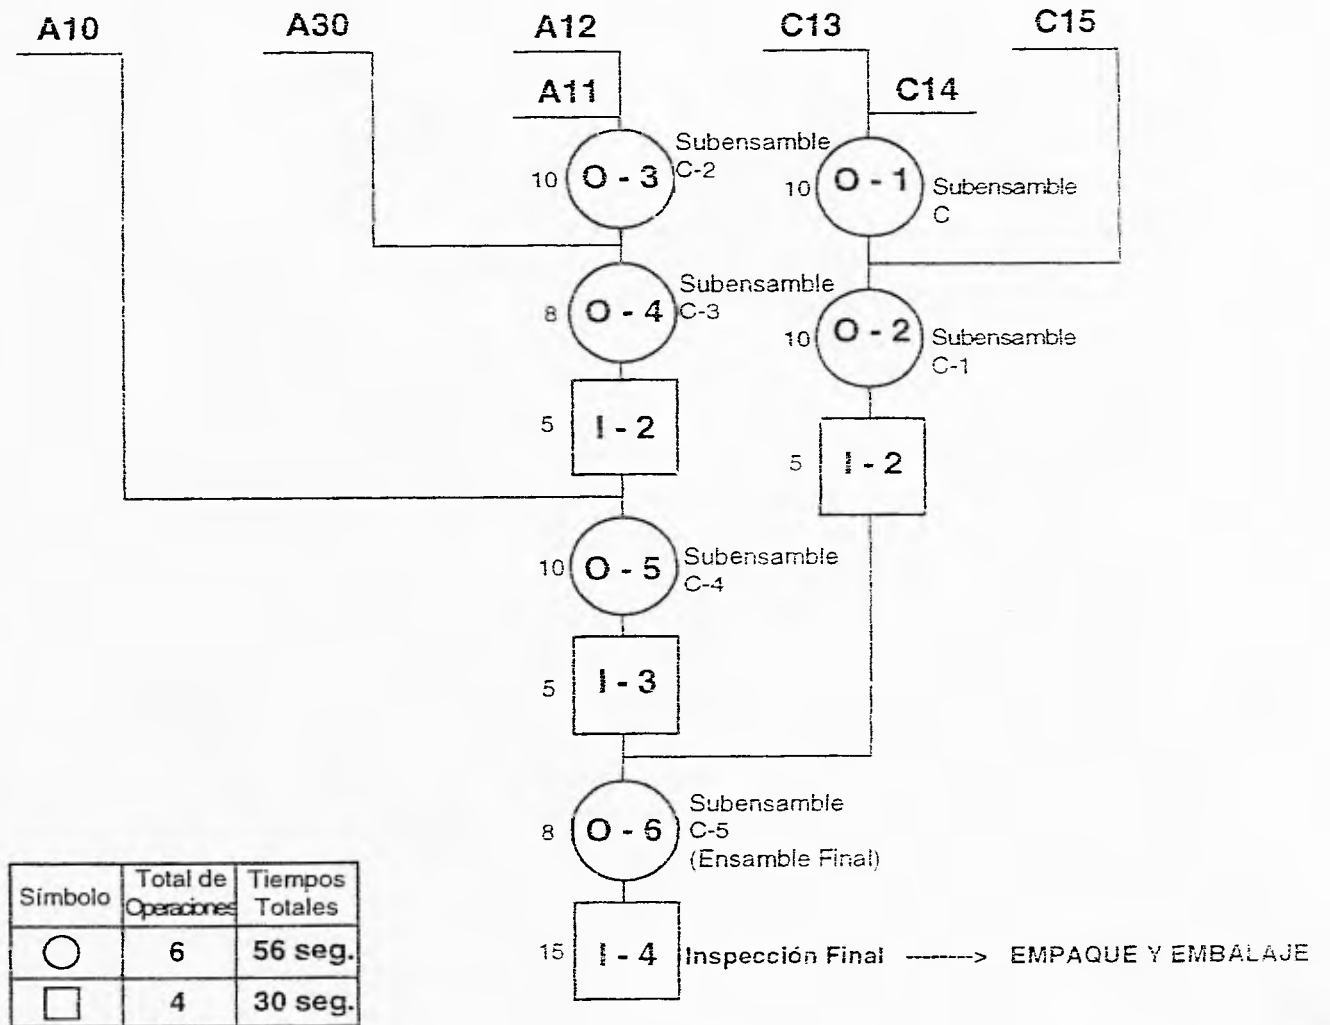 A10
A30
A12
C13
C15
A11
C14
10
O - 3
Subensamble
C-2
10
O - 1
Subensamble
C
8
O - 4
Subensamble
C-3
10
O - 2
Subensamble
C-1
5
I - 2
5
I - 2
10
O - 5
Subensamble
C-4
5
I - 3
8
O - 6
Subensamble
C-5
(Ensamble Final)
15
I - 4
Inspección Final -------> EMPAQUE Y EMBALAJE
Símbolo
Total de
Operaciones
Tiempos
Totales
6
56 seg.
4
30 seg.